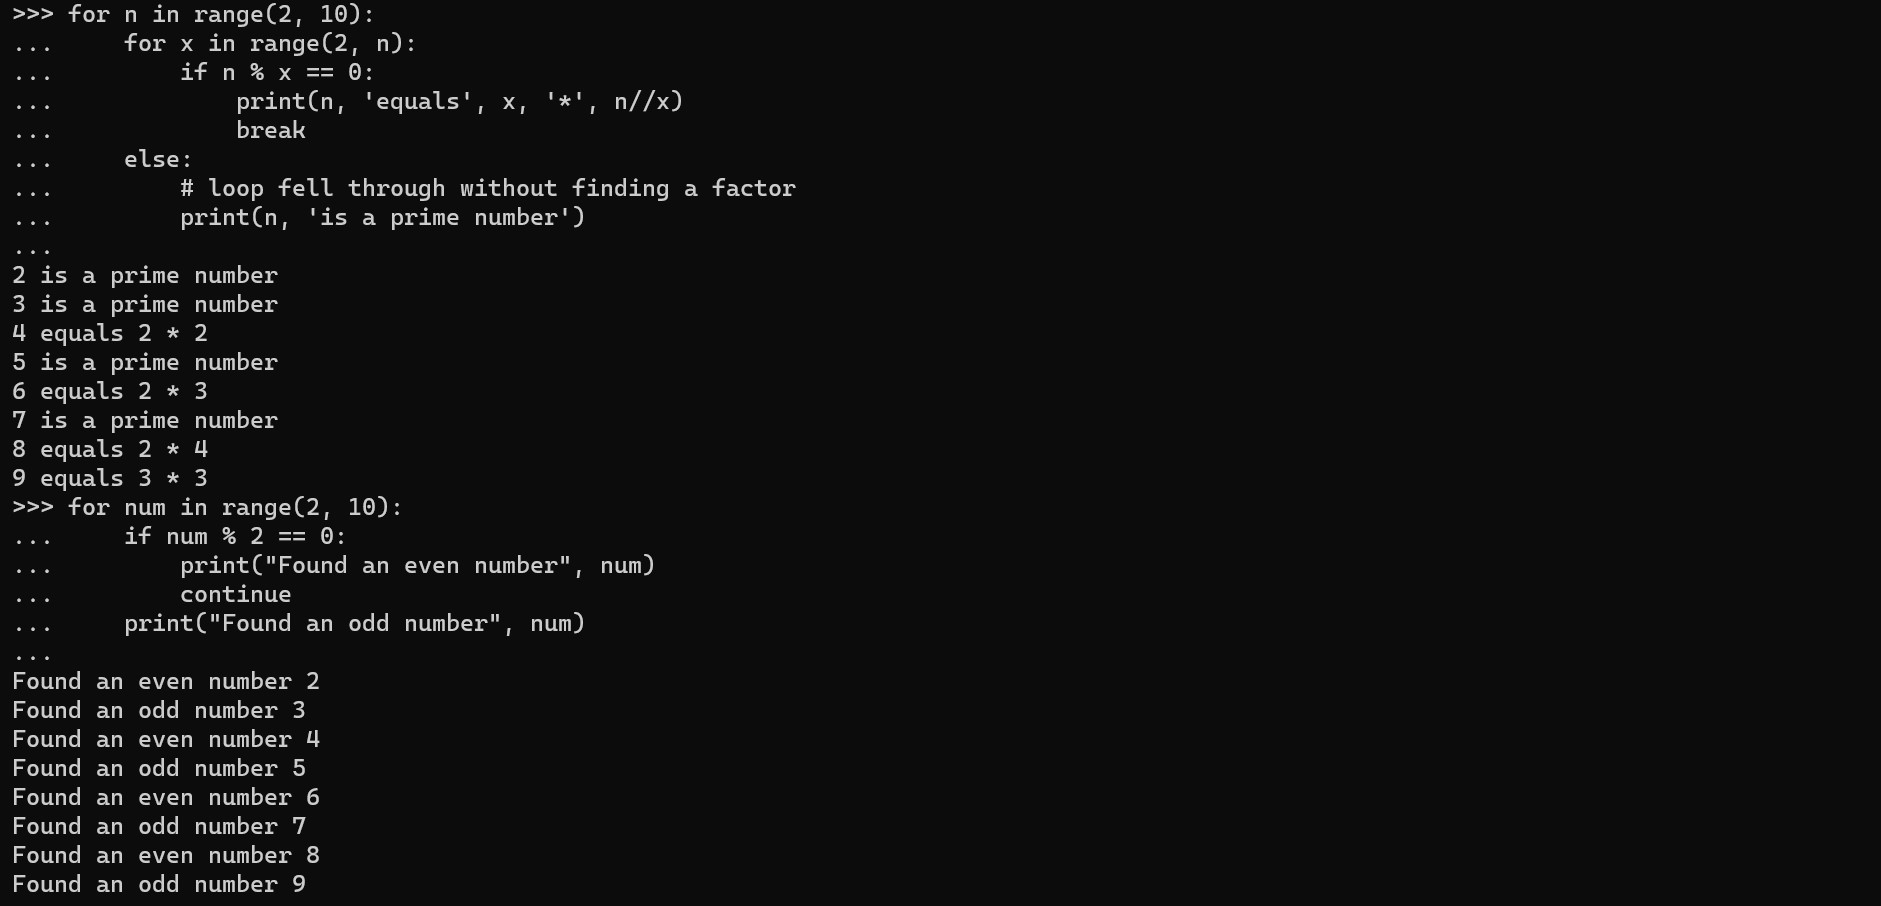 >>> for n in range(2, 10):
...     for x in range(2, n):
...         if n % x == 0:
...             print(n, 'equals', x, '*', n//x)
...             break
...     else:
...         # loop fell through without finding a factor
...         print(n, 'is a prime number')
...
2 is a prime number
3 is a prime number
4 equals 2 * 2
5 is a prime number
6 equals 2 * 3
7 is a prime number
8 equals 2 * 4
9 equals 3 * 3
>>> for num in range(2, 10):
...     if num % 2 == 0:
...         print("Found an even number", num)
...         continue
...     print("Found an odd number", num)
...
Found an even number 2
Found an odd number 3
Found an even number 4
Found an odd number 5
Found an even number 6
Found an odd number 7
Found an even number 8
Found an odd number 9